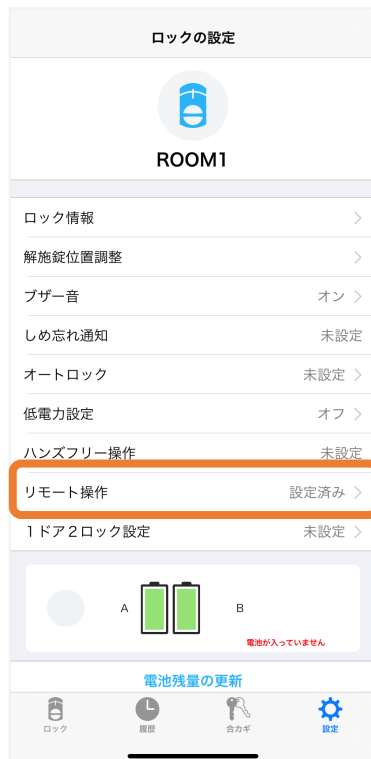 ロックの設定
ROOM1
ロック情報
解施錠位置調整
ブザー音 オン
しめ忘れ通知 未設定
オートロック 未設定
低電力設定 オフ
ハンズフリー操作 未設定
リモート操作 設定済み
1ドア2ロック設定 未設定
A B
電池が入っていません
電池残量の更新
ロック 履歴 合カギ 設定